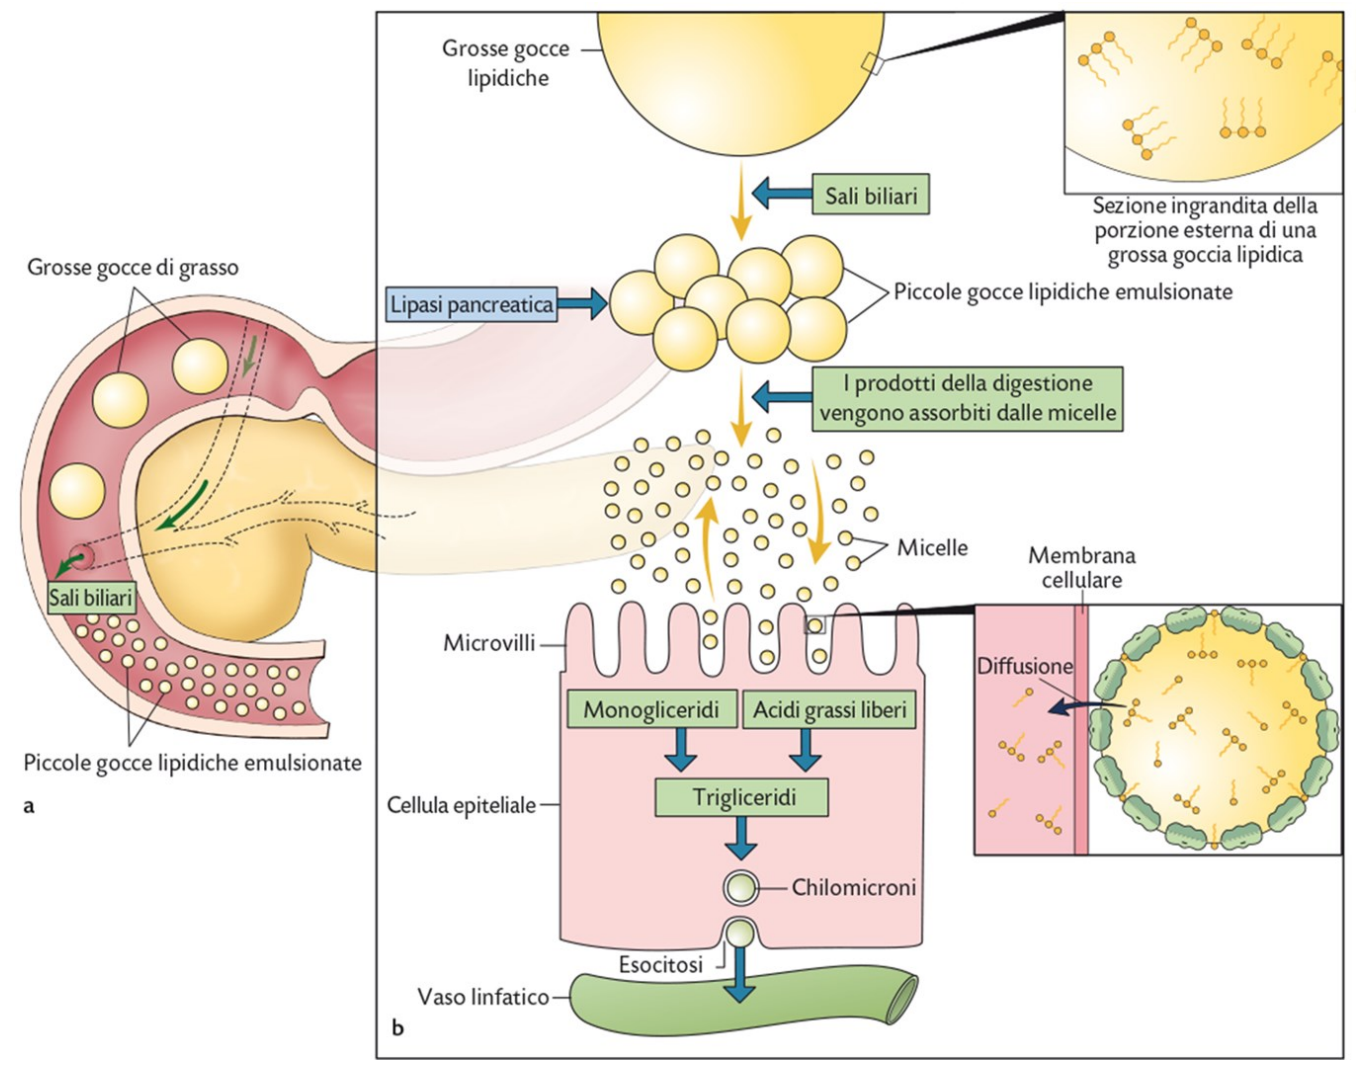 Grosse gocce di grasso
Sali biliari
Piccole gocce lipidiche emulsionate
a
Grosse gocce
lipidiche
Sezione ingrandita della
porzione esterna di una
grossa goccia lipidica
Sali biliari
Lipasi pancreatica
Piccole gocce lipidiche emulsionate
I prodotti della digestione
vengono assorbiti dalle micelle
Micelle
Membrana
cellulare
Microvilli
Diffusione
Monogliceridi
Acidi grassi liberi
Trigliceridi
Cellula epiteliale
Chilomicroni
Esocitosi
Vaso linfatico
b